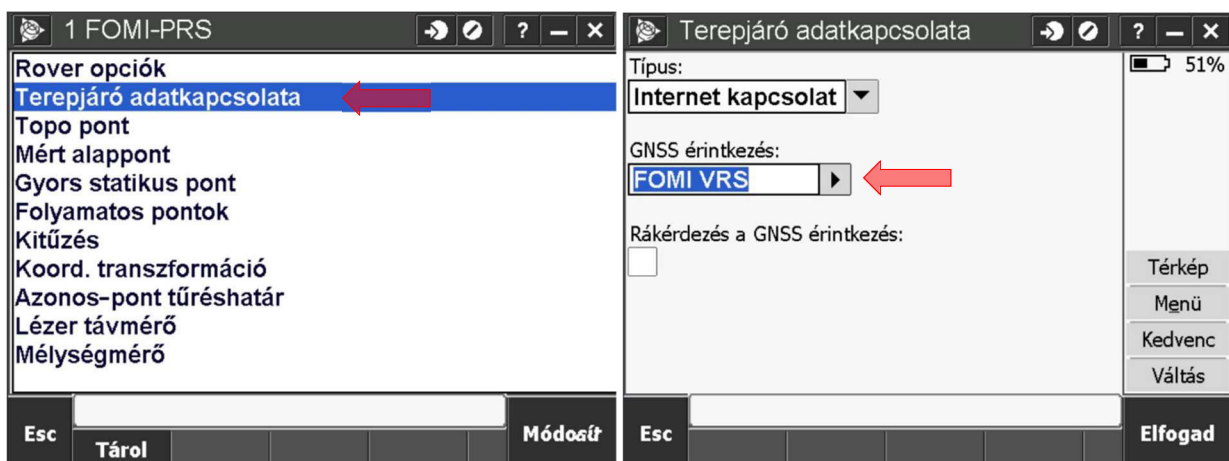 1 FOMI-PRS
? — ×
Rover opciók
Terepjáró adatkapcsolata
Topo pont
Mért alappont
Gyors statikus pont
Folyamatos pontok
Kitűzés
Koord. transzformáció
Azonos-pont tűréshatár
Lézer távmérő
Mélységmérő
Esc
Tárol
Módosít
Terepjáró adatkapcsolata
? — ×
Típus:
Internet kapcsolat
GNSS érintkezés:
FOMI VRS
Rákérdezés a GNSS érintkezés:
51%
Térkép
Menü
Kedvenc
Váltás
Esc
Elfogad